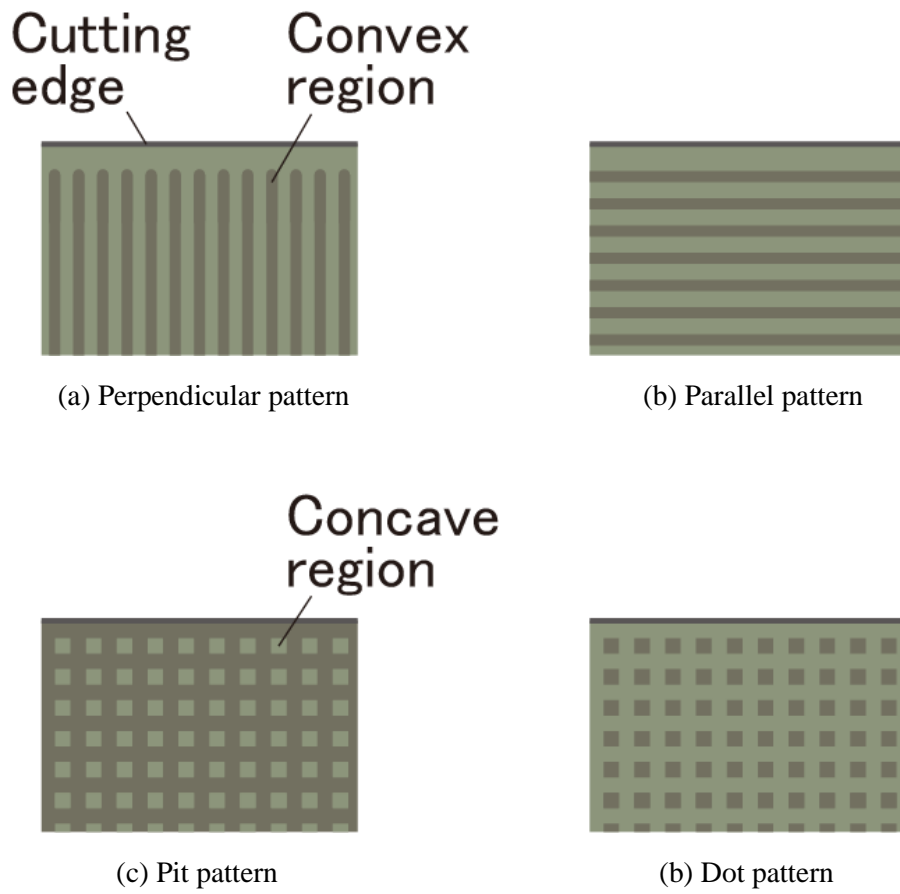 Cutting
edge
Convex
region
(a) Perpendicular pattern
(b) Parallel pattern
Concave
region
(c) Pit pattern
(b) Dot pattern